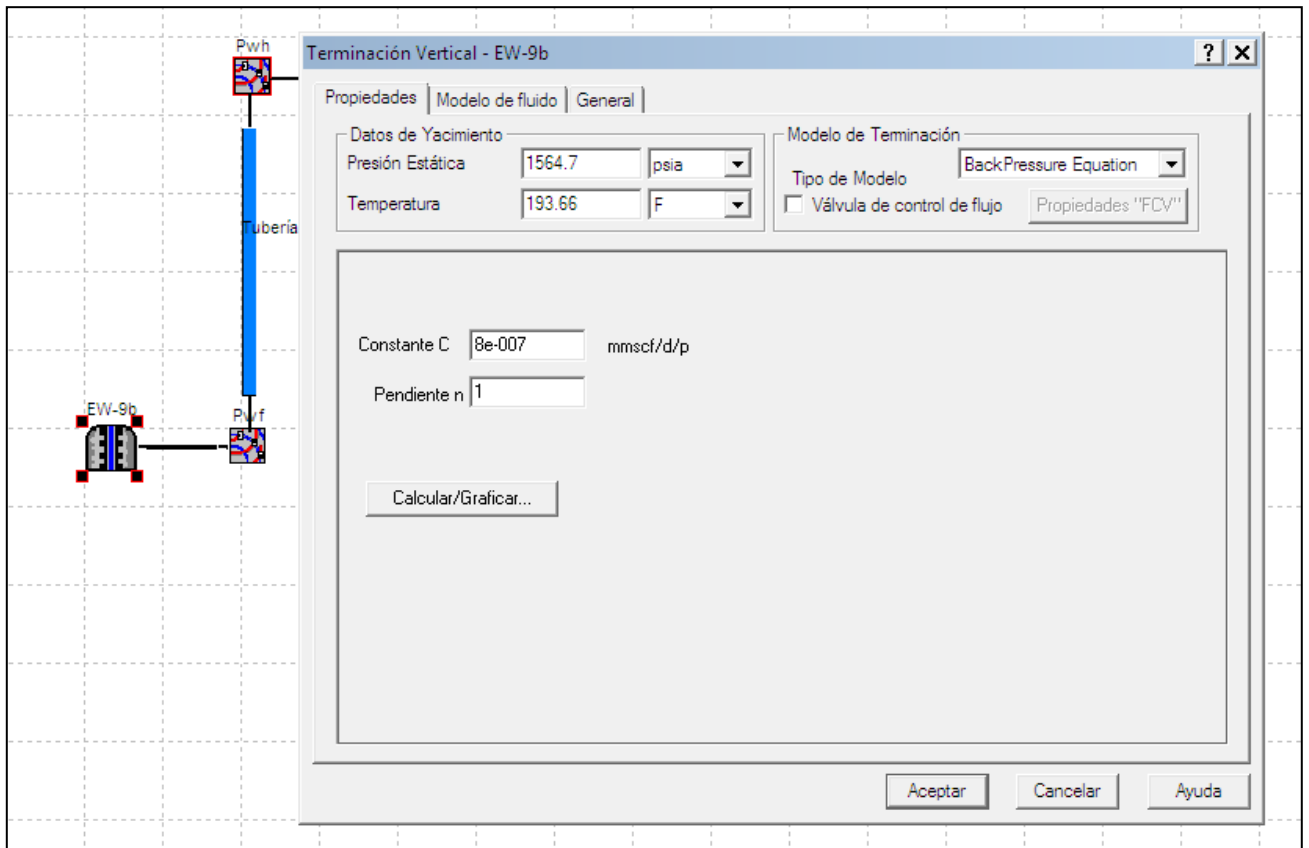 Pwh
Terminación Vertical - EW-9b
Propiedades Modelo de fluido General
Datos de Yacimiento
Presión Estática 1564.7 psia
Temperatura 193.66 F
Modelo de Terminación
BackPressure Equation
Tipo de Modelo
Válvula de control de flujo Propiedades "FCV"
Tubería
Constante C 8e-007 mmscf/d/p
Pendiente n 1
EW-9b
Pwf
Calcular/Graficar...
Aceptar Cancelar Ayuda